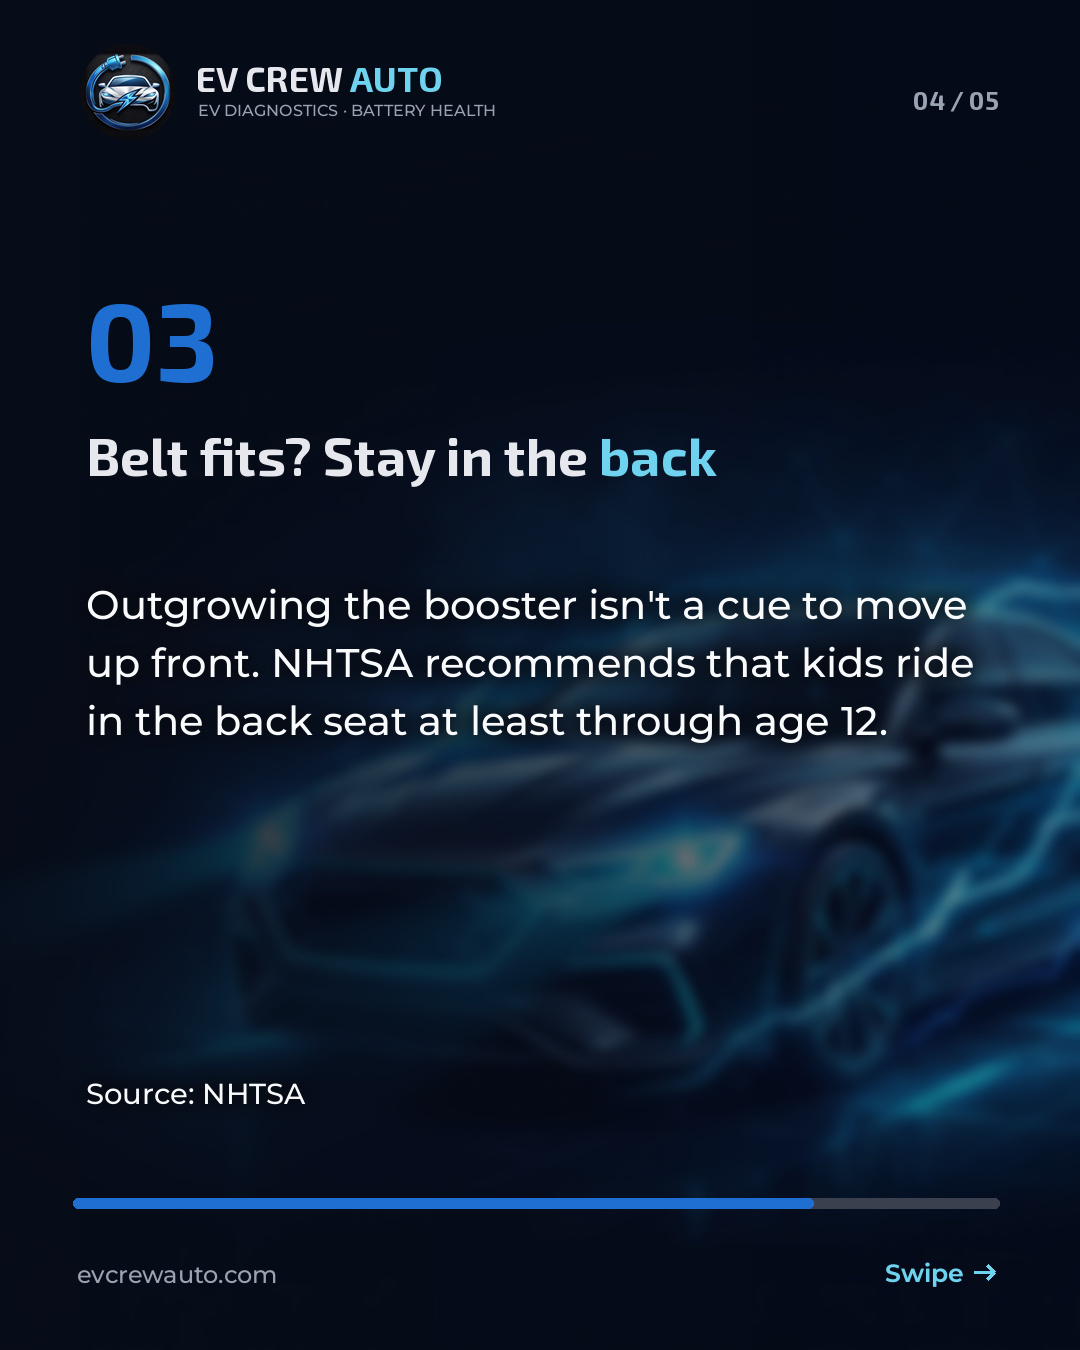 EV CREW AUTO
EV DIAGNOSTICS · BATTERY HEALTH
04 / 05
03
Belt fits? Stay in the back
Outgrowing the booster isn't a cue to move
up front. NHTSA recommends that kids ride
in the back seat at least through age 12.
Source: NHTSA
evcrewauto.com
Swipe →